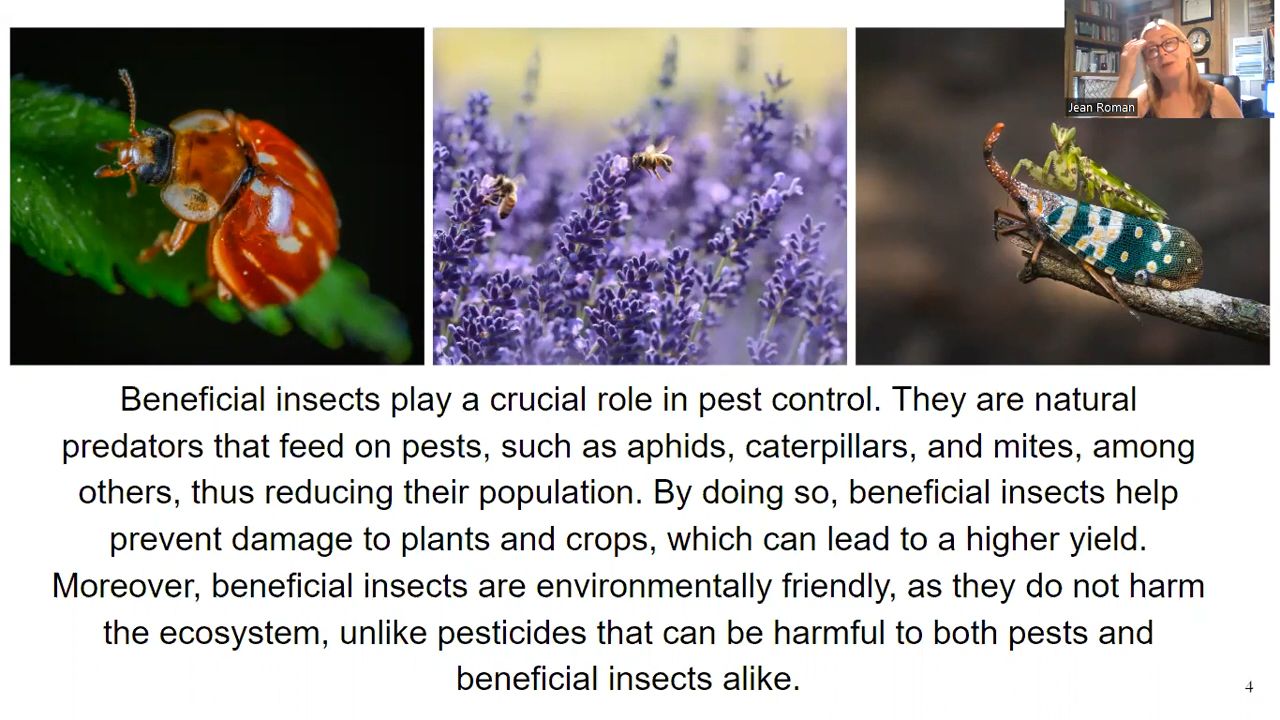 Jean Roman
Beneficial insects play a crucial role in pest control. They are natural
predators that feed on pests, such as aphids, caterpillars, and mites, among
others, thus reducing their population. By doing so, beneficial insects help
prevent damage to plants and crops, which can lead to a higher yield.
Moreover, beneficial insects are environmentally friendly, as they do not harm
the ecosystem, unlike pesticides that can be harmful to both pests and
beneficial insects alike.
4